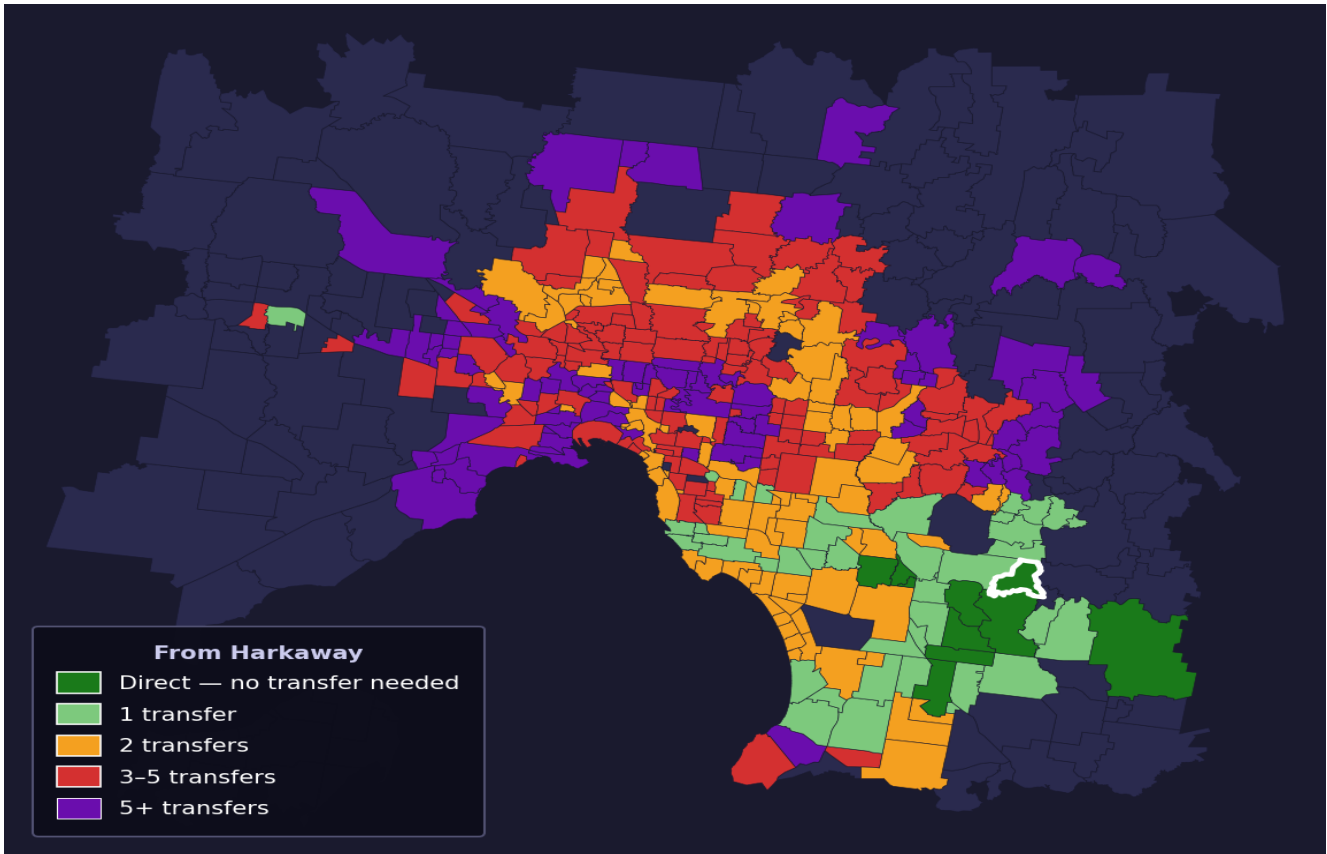 From Harkaway
Direct — no transfer needed
1 transfer
2 transfers
3–5 transfers
5+ transfers